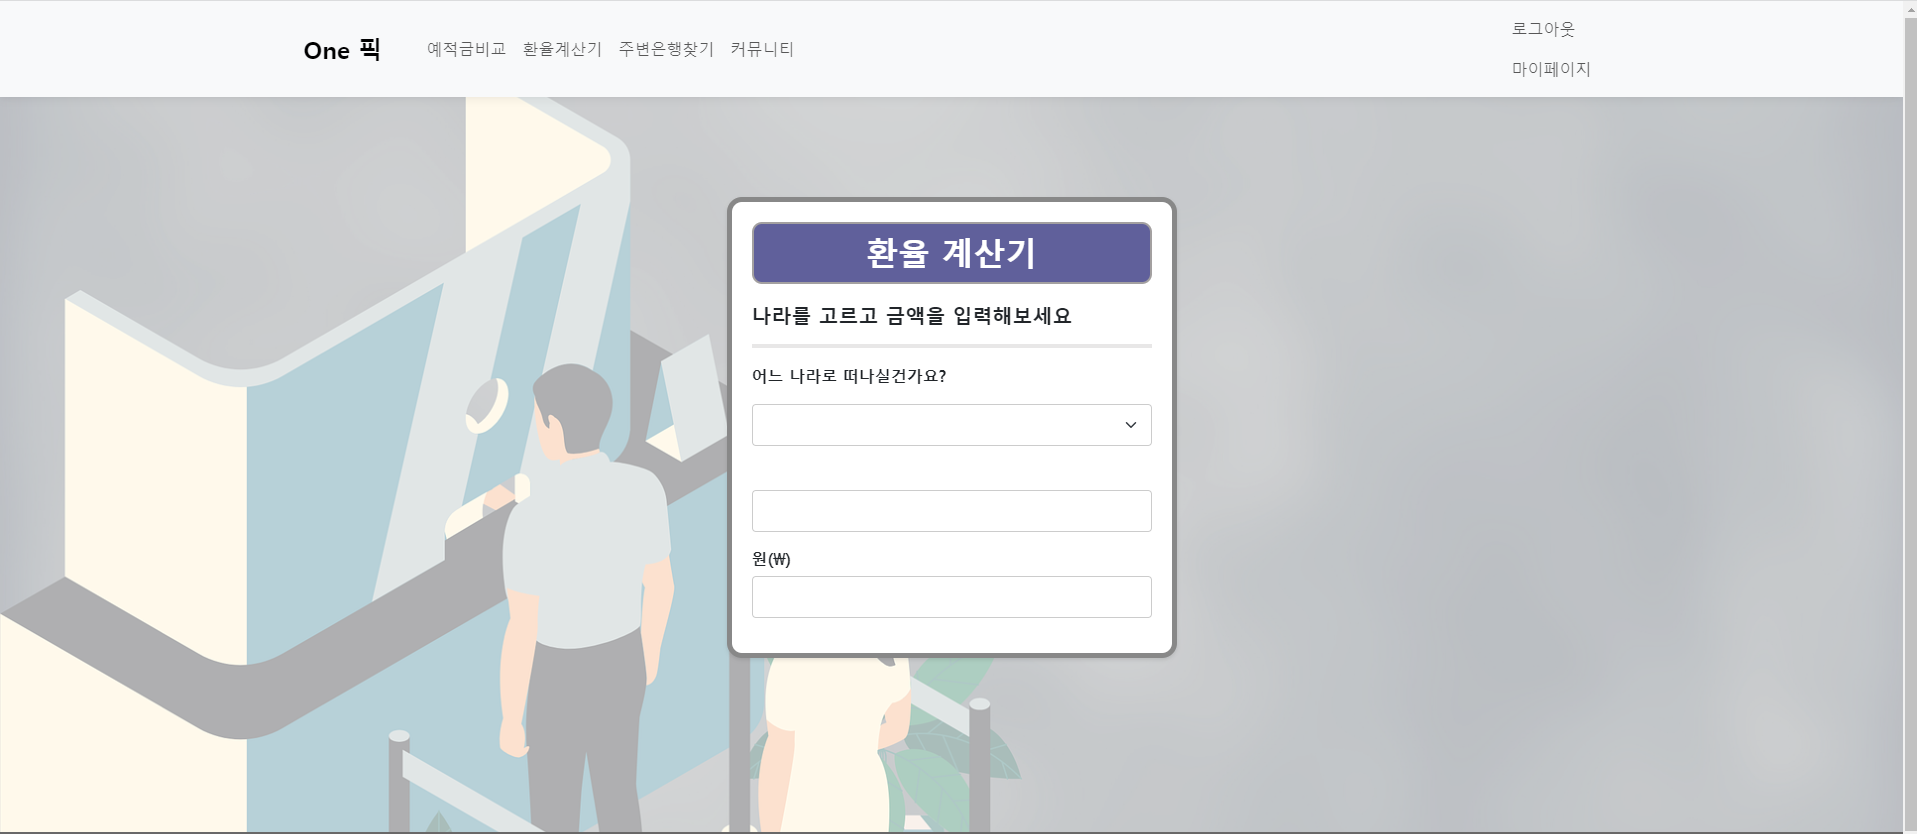 One 픽
예적금비교 환율계산기 주변은행찾기 커뮤니티
로그아웃
마이페이지
환율 계산기
나라를 고르고 금액을 입력해보세요
어느 나라로 떠나실건가요?
원(₩)